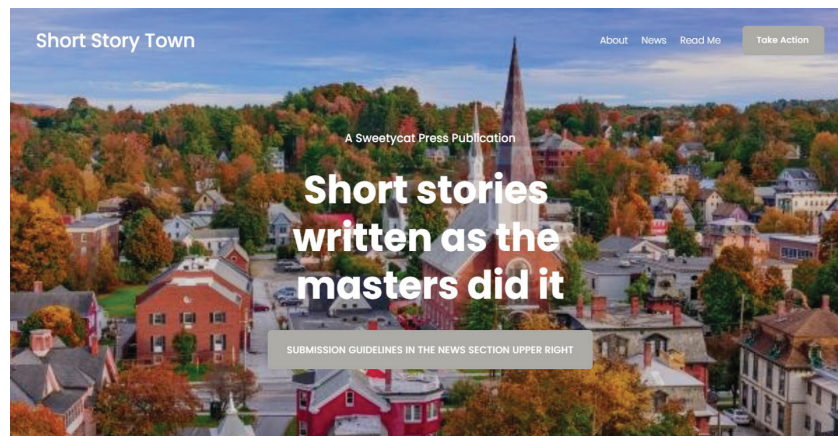 Short Story Town
About News Read Me Take Action
A Sweetycat Press Publication
Short stories
written as the
masters did it
SUBMISSION GUIDELINES IN THE NEWS SECTION UPPER RIGHT